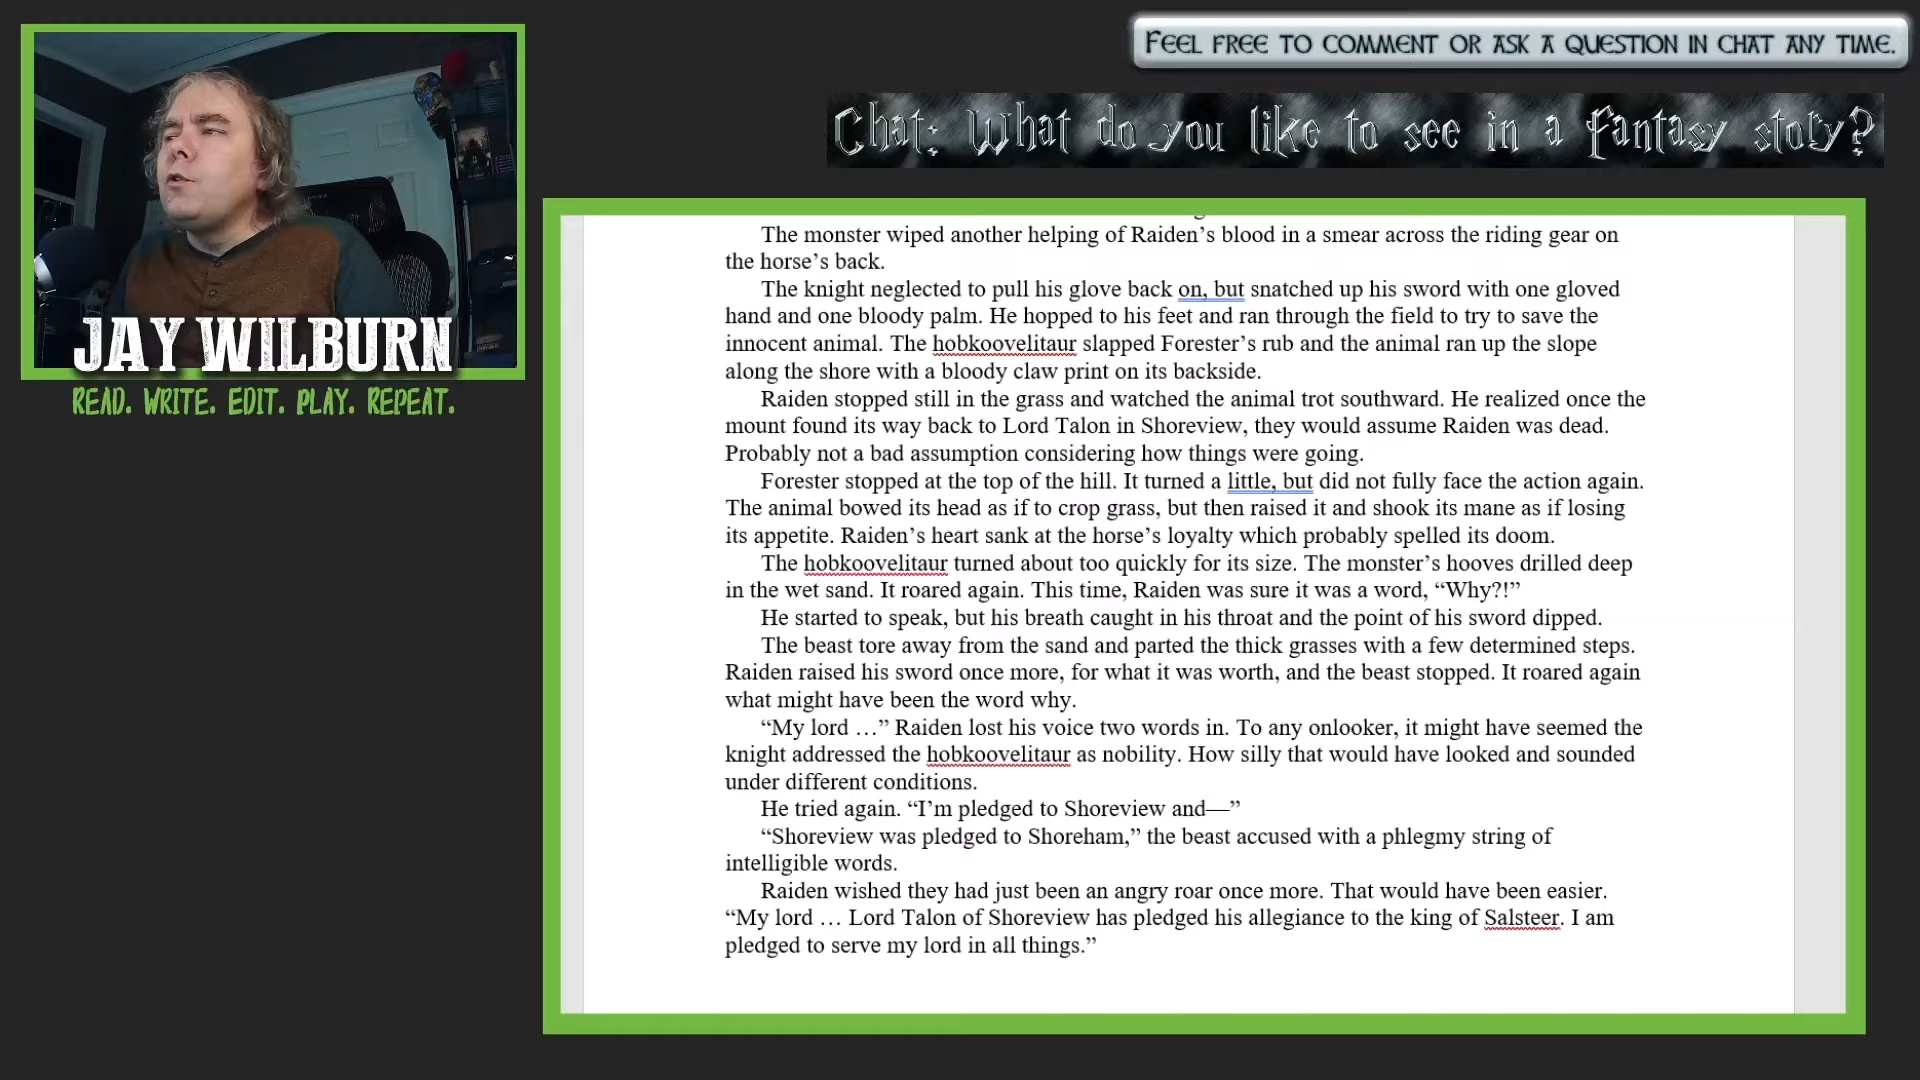 FEEL FREE TO COMMENT OR ASK A QUESTION IN CHAT ANY TIME.
Chat: What do you like to see in a fantasy story?
JAY WILBURN
READ. WRITE. EDIT. PLAY. REPEAT.
The monster wiped another helping of Raiden’s blood in a smear across the riding gear on
the horse’s back.
The knight neglected to pull his glove back on, but snatched up his sword with one gloved
hand and one bloody palm. He hopped to his feet and ran through the field to try to save the
innocent animal. The hobkoovelitaur slapped Forester’s rub and the animal ran up the slope
along the shore with a bloody claw print on its backside.
Raiden stopped still in the grass and watched the animal trot southward. He realized once the
mount found its way back to Lord Talon in Shoreview, they would assume Raiden was dead.
Probably not a bad assumption considering how things were going.
Forester stopped at the top of the hill. It turned a little, but did not fully face the action again.
The animal bowed its head as if to crop grass, but then raised it and shook its mane as if losing
its appetite. Raiden’s heart sank at the horse’s loyalty which probably spelled its doom.
The hobkoovelitaur turned about too quickly for its size. The monster’s hooves drilled deep
in the wet sand. It roared again. This time, Raiden was sure it was a word, “Why?!”
He started to speak, but his breath caught in his throat and the point of his sword dipped.
The beast tore away from the sand and parted the thick grasses with a few determined steps.
Raiden raised his sword once more, for what it was worth, and the beast stopped. It roared again
what might have been the word why.
“My lord …” Raiden lost his voice two words in. To any onlooker, it might have seemed the
knight addressed the hobkoovelitaur as nobility. How silly that would have looked and sounded
under different conditions.
He tried again. “I’m pledged to Shoreview and—”
“Shoreview was pledged to Shoreham,” the beast accused with a phlegmy string of
intelligible words.
Raiden wished they had just been an angry roar once more. That would have been easier.
“My lord … Lord Talon of Shoreview has pledged his allegiance to the king of Salsteer. I am
pledged to serve my lord in all things.”